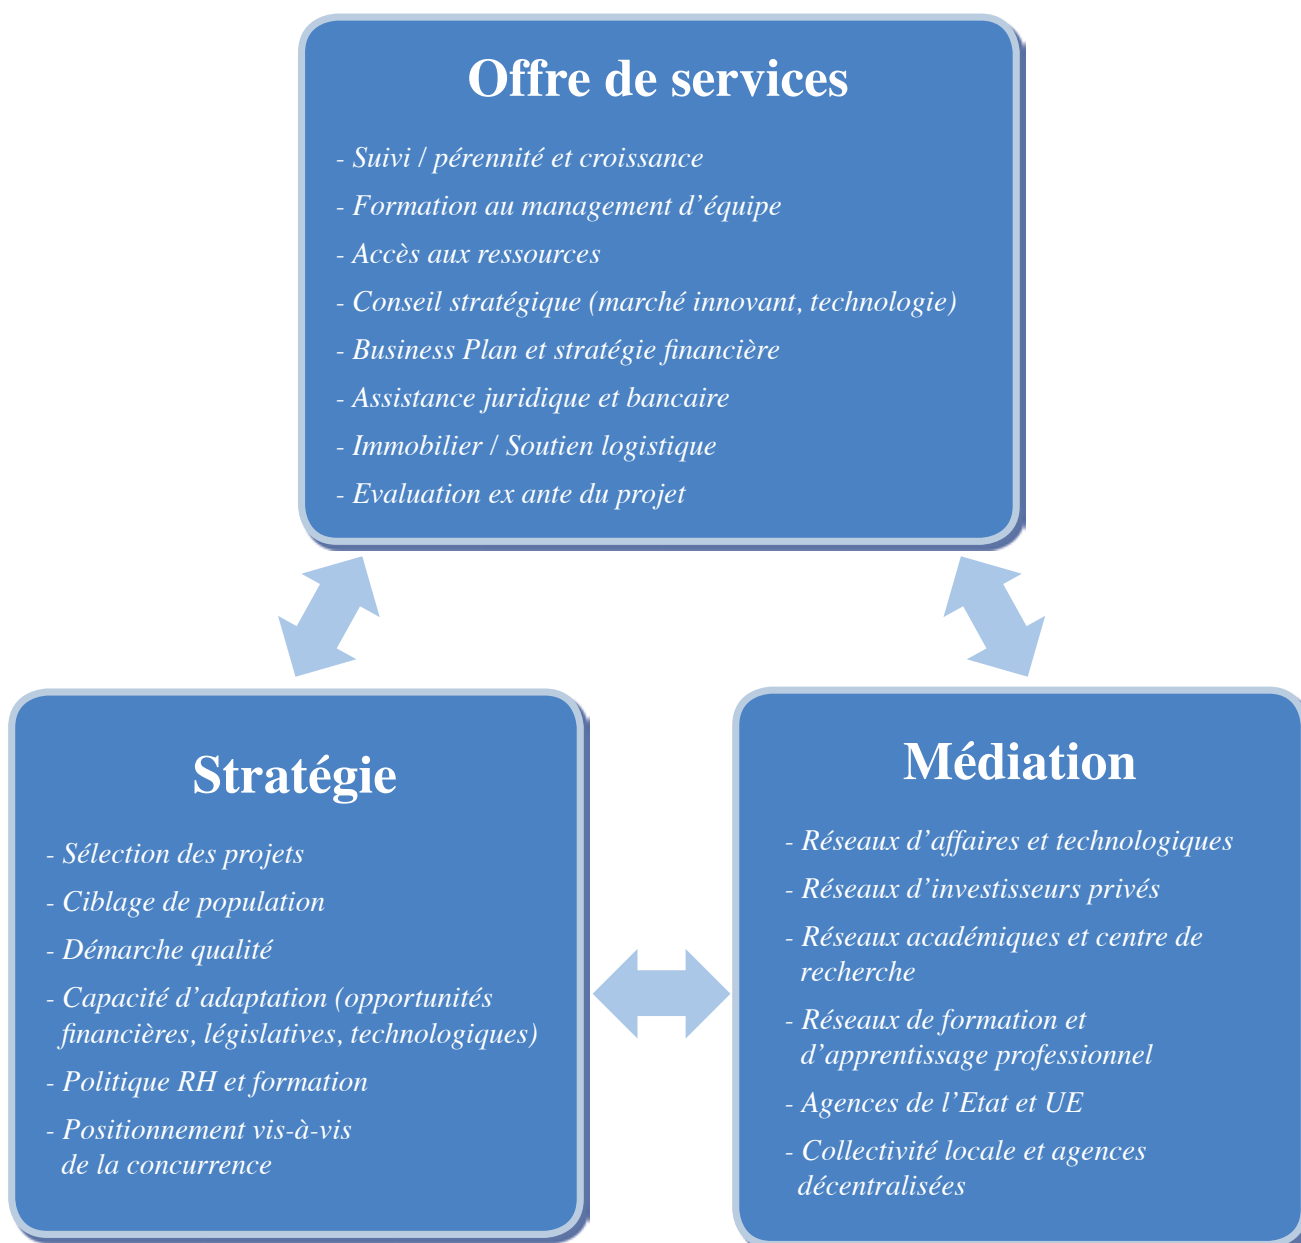 Offre de services
- Suivi / pérennité et croissance
- Formation au management d’équipe
- Accès aux ressources
- Conseil stratégique (marché innovant, technologie)
- Business Plan et stratégie financière
- Assistance juridique et bancaire
- Immobilier / Soutien logistique
- Evaluation ex ante du projet
Stratégie
- Sélection des projets
- Ciblage de population
- Démarche qualité
- Capacité d’adaptation (opportunités
financières, législatives, technologiques)
- Politique RH et formation
- Positionnement vis-à-vis
de la concurrence
Médiation
- Réseaux d’affaires et technologiques
- Réseaux d’investisseurs privés
- Réseaux académiques et centre de
recherche
- Réseaux de formation et
d’apprentissage professionnel
- Agences de l’Etat et UE
- Collectivité locale et agences
décentralisées